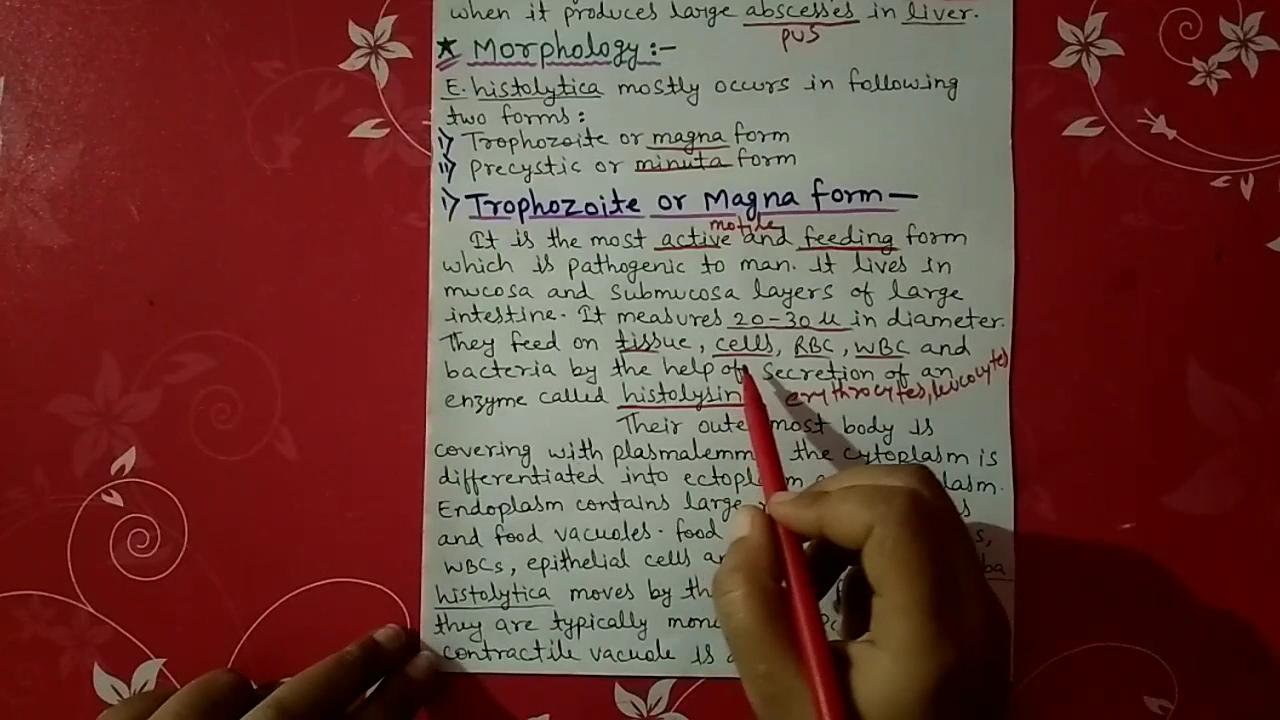 when it produces large abscesses in liver.
pus
★ Morphology:-
E. histolytica mostly occurs in following
two forms:
i) Trophozoite or magna form
ii) Precystic or minuta form
i) Trophozoite or Magna form —
motile
It is the most active and feeding form
which is pathogenic to man. It lives in
mucosa and submucosa layers of large
intestine. It measures 20-30 μ in diameter.
They feed on tissue, cells, RBC, WBC and
bacteria by the help of secretion of an
enzyme called histolysin
erythrocytes, leucocytes
Their most body is
covering with the cytoplasm is
differentiated into
Endoplasm contains large
and food vacuoles. food
WBCs, epithelial cells
histolytica moves by
they are typically
contractile vacuole is